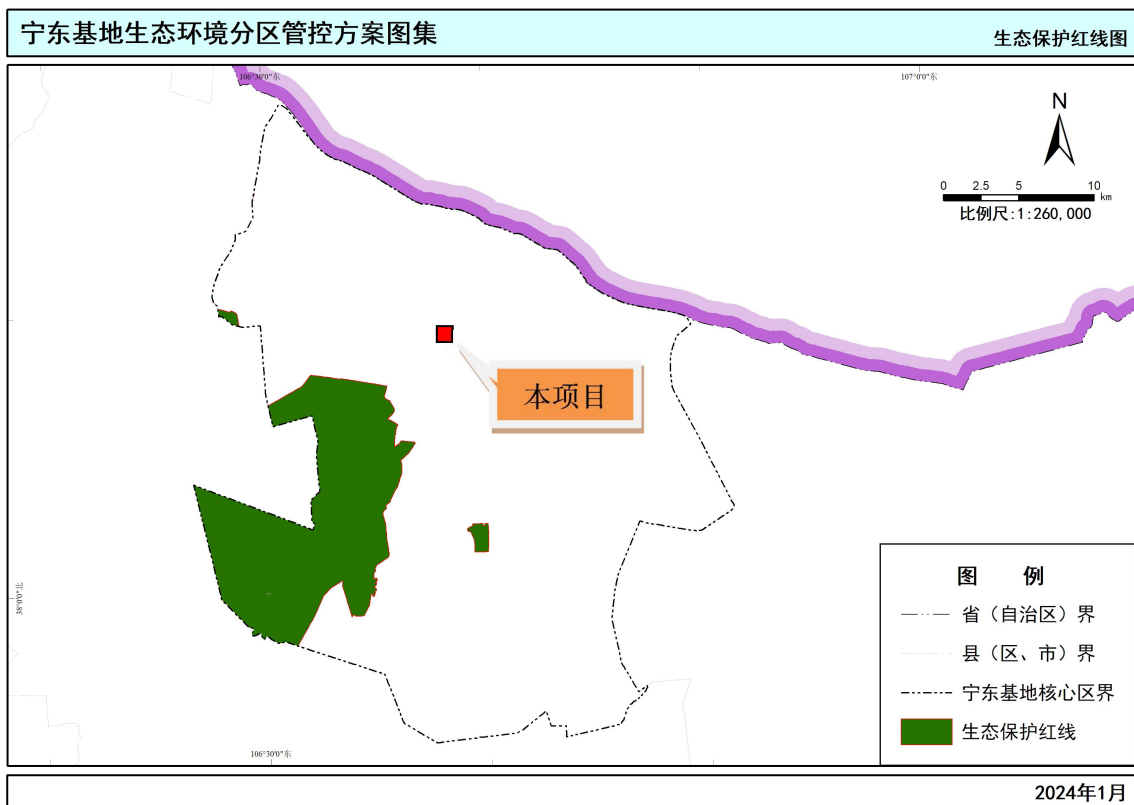 宁东基地生态环境分区管控方案图集
生态保护红线图
106°30'0"东
107°0'0"东
N
0 2.5 5 10
km
比例尺:1:260,000
本项目
38°0'0"北
图 例
省（自治区）界
县（区、市）界
宁东基地核心区界
生态保护红线
106°30'0"东
2024年1月